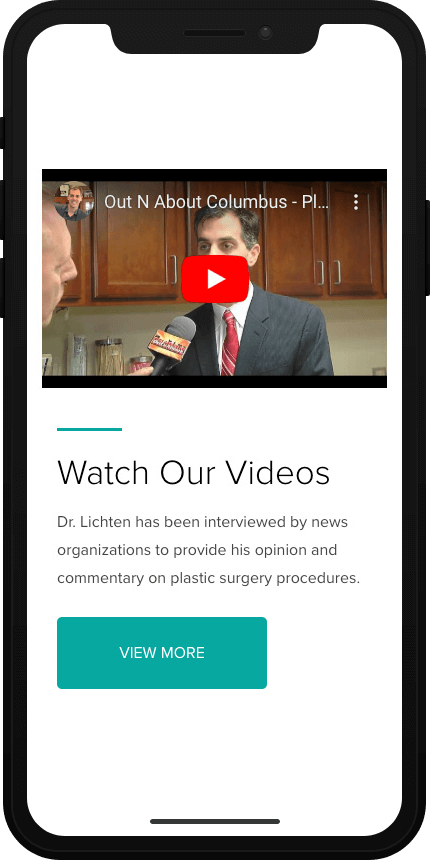 Out N About Columbus - Pl...
Watch Our Videos
Dr. Lichten has been interviewed by news
organizations to provide his opinion and
commentary on plastic surgery procedures.
VIEW MORE